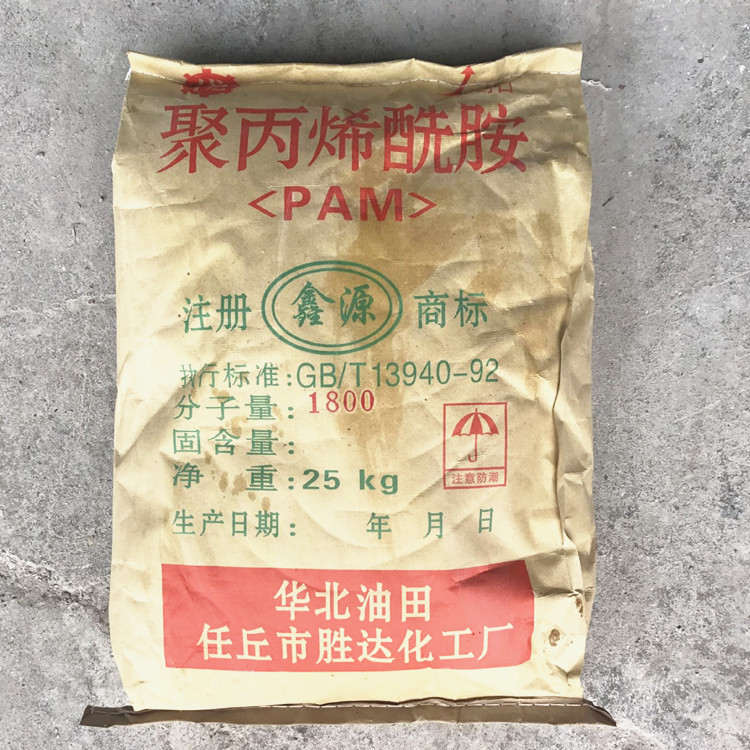 聚丙烯酰胺
<PAM>
注册 鑫源 商标
执行标准:GB/T13940-92
分子量:1800
固含量:
净 重:25 kg
注意防潮
生产日期: 年 月 日
华北油田
任丘市胜达化工厂